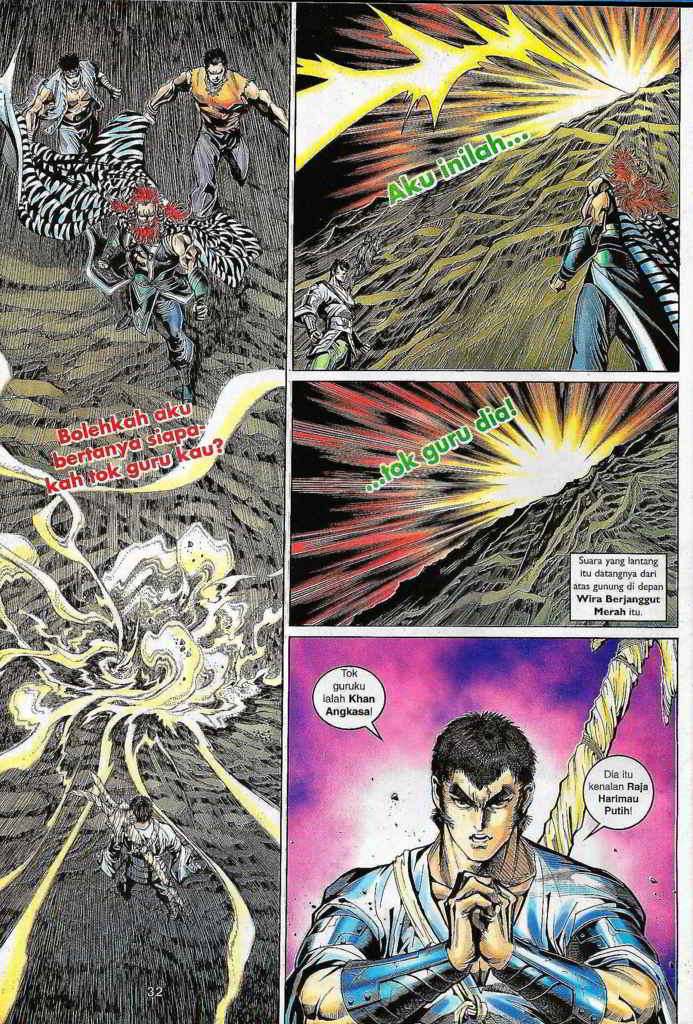 Bolehkah aku
bertanya siapa-
kah tok guru kau?
32
Aku inilah...
...tok guru dia!
Suara yang lantang
itu datangnya dari
atas gunung di depan
Wira Berjanggut
Merah itu.
Tok
guruku
ialah Khan
Angkasa!
Dia itu
kenalan Raja
Harimau
Putih!